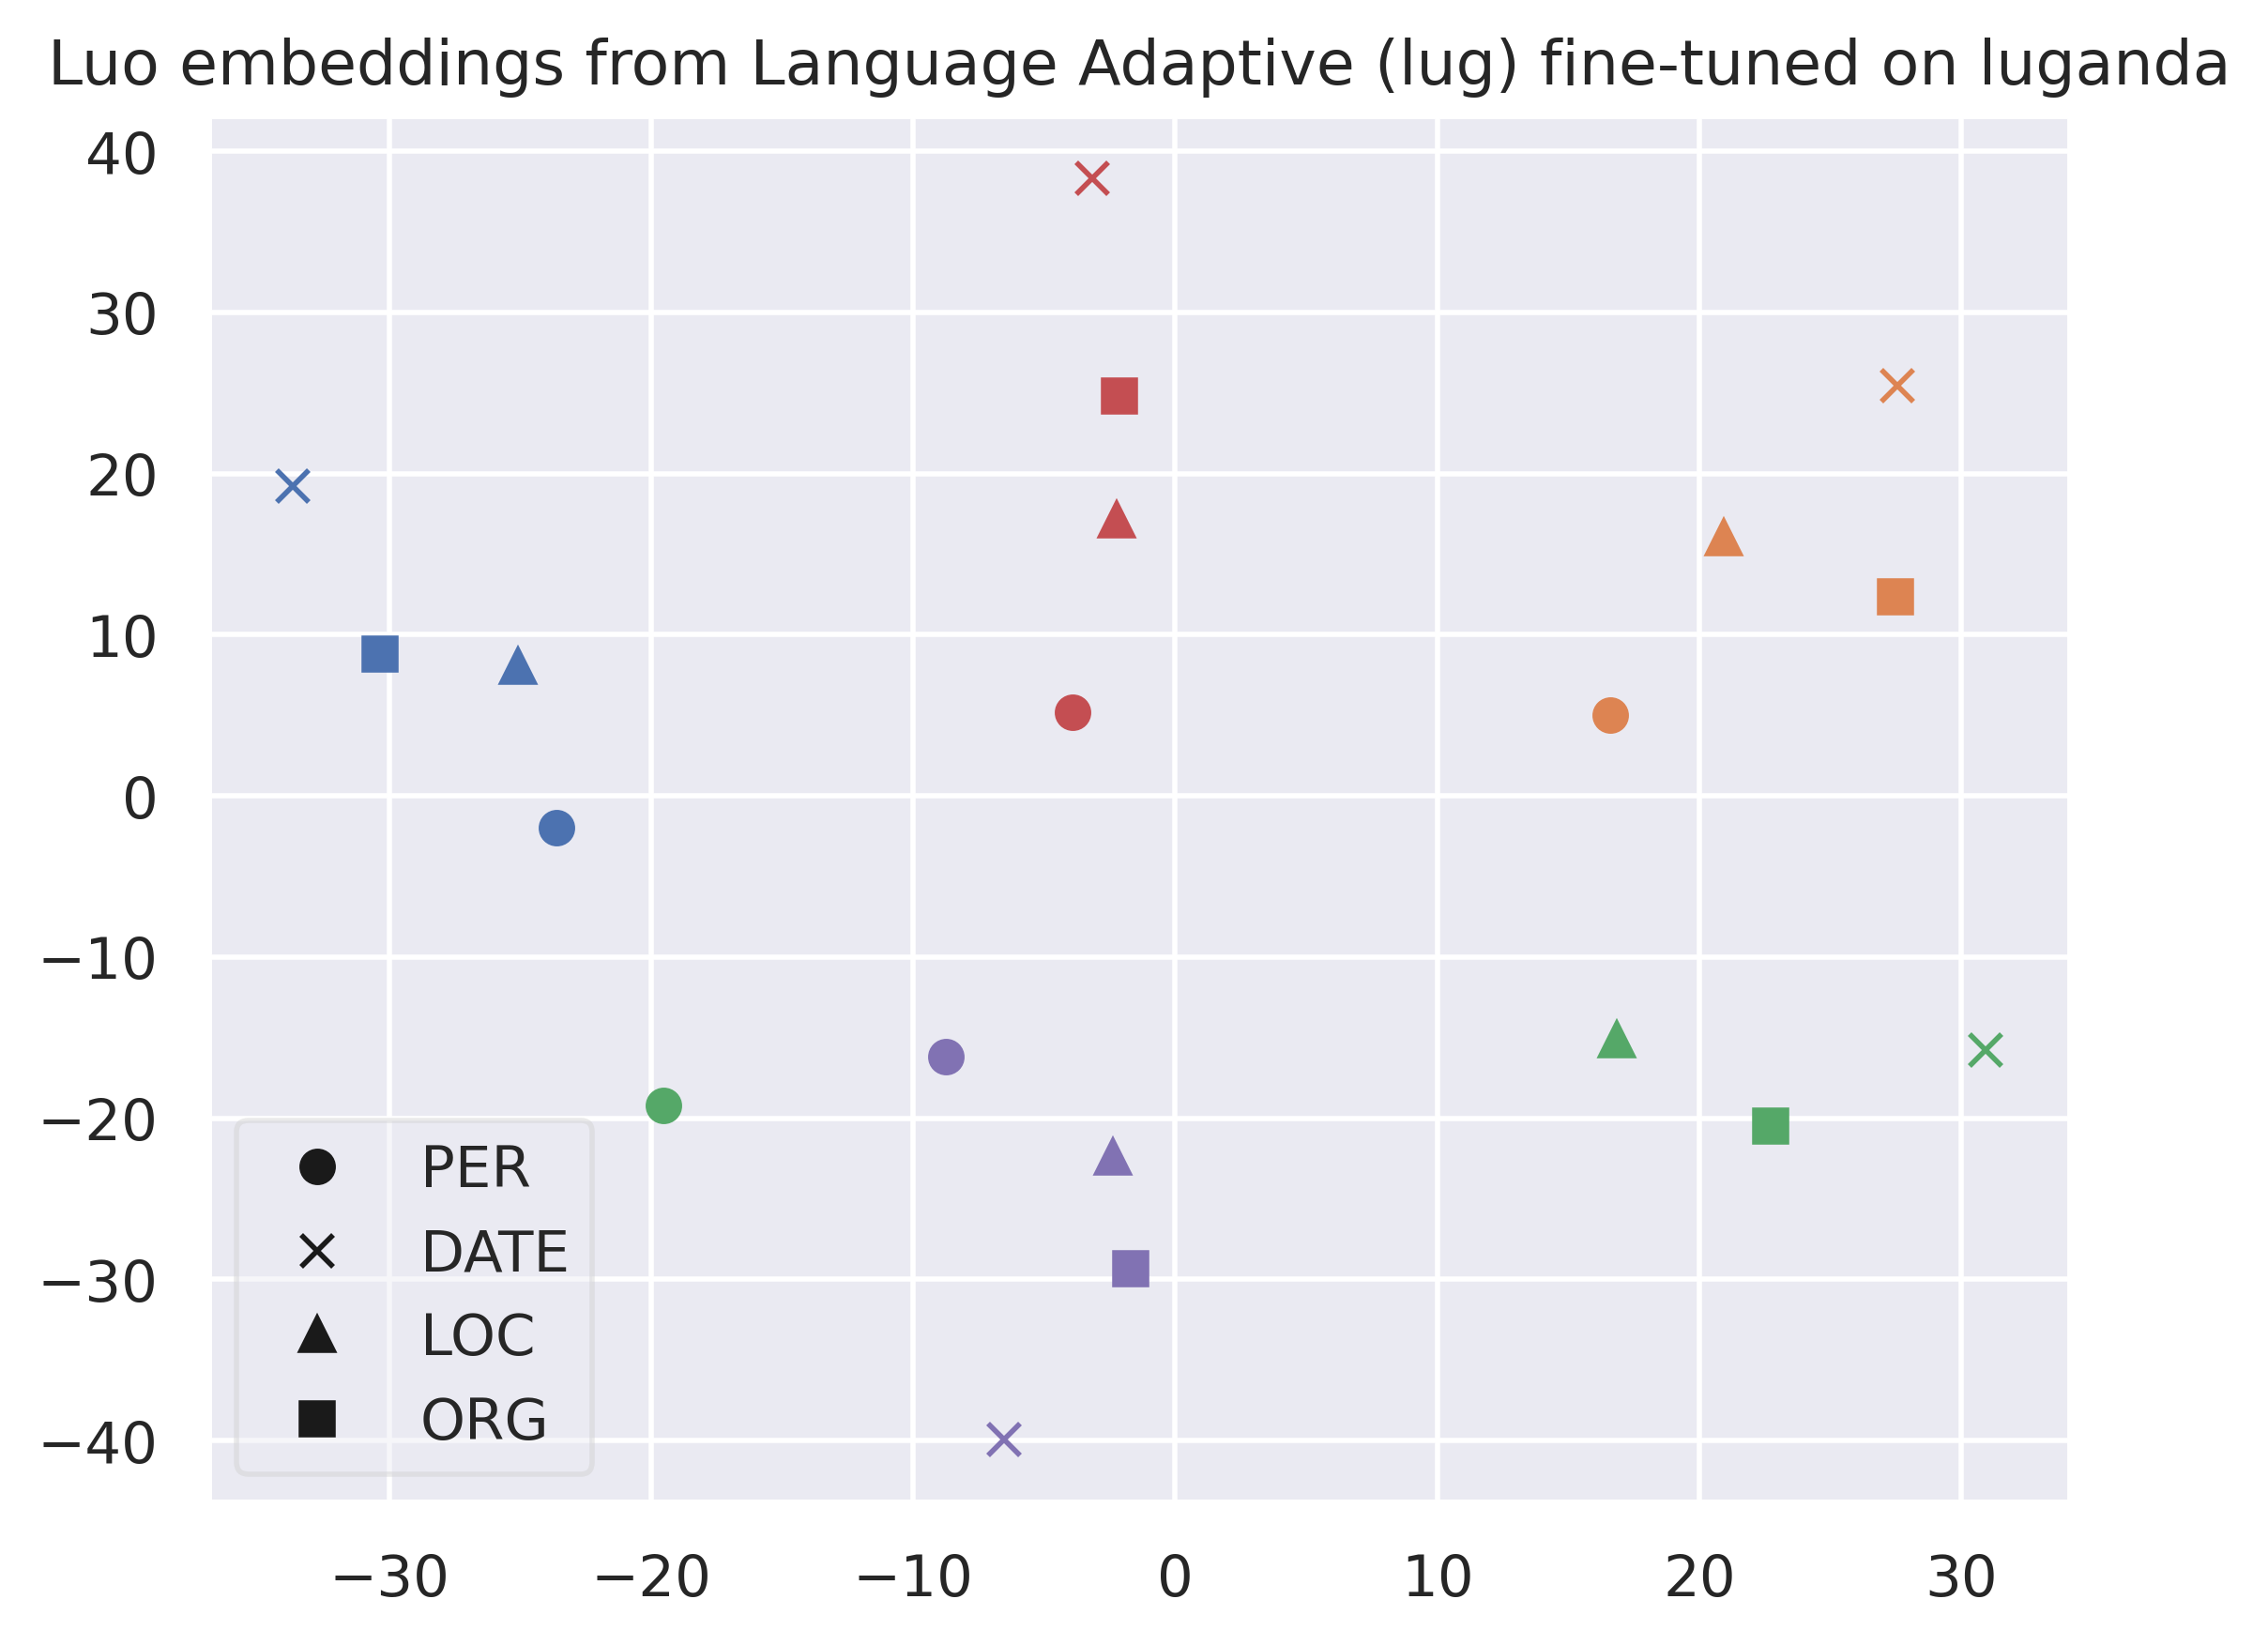 Luo embeddings from Language Adaptive (lug) fine-tuned on luganda
40
30
20
10
0
−10
−20
−30
−40
PER
DATE
LOC
ORG
−30 −20 −10 0 10 20 30